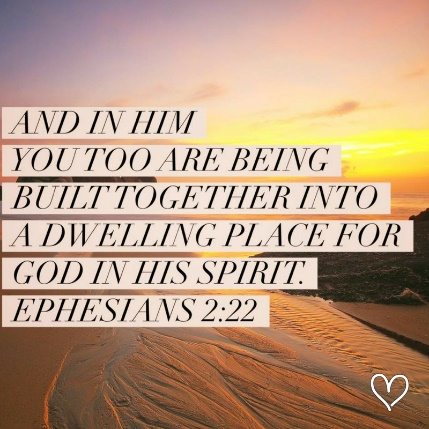 AND IN HIM
YOU TOO ARE BEING
BUILT TOGETHER INTO
A DWELLING PLACE FOR
GOD IN HIS SPIRIT.
EPHESIANS 2:22